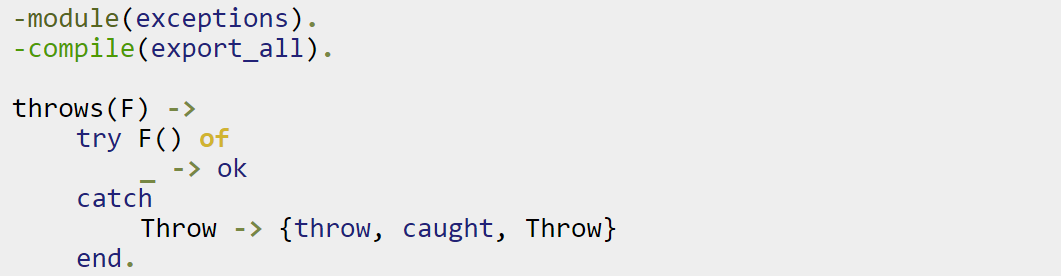 -module(exceptions).
-compile(export_all).
throws(F) ->
try F() of
_ -> ok
catch
Throw -> {throw, caught, Throw}
end.